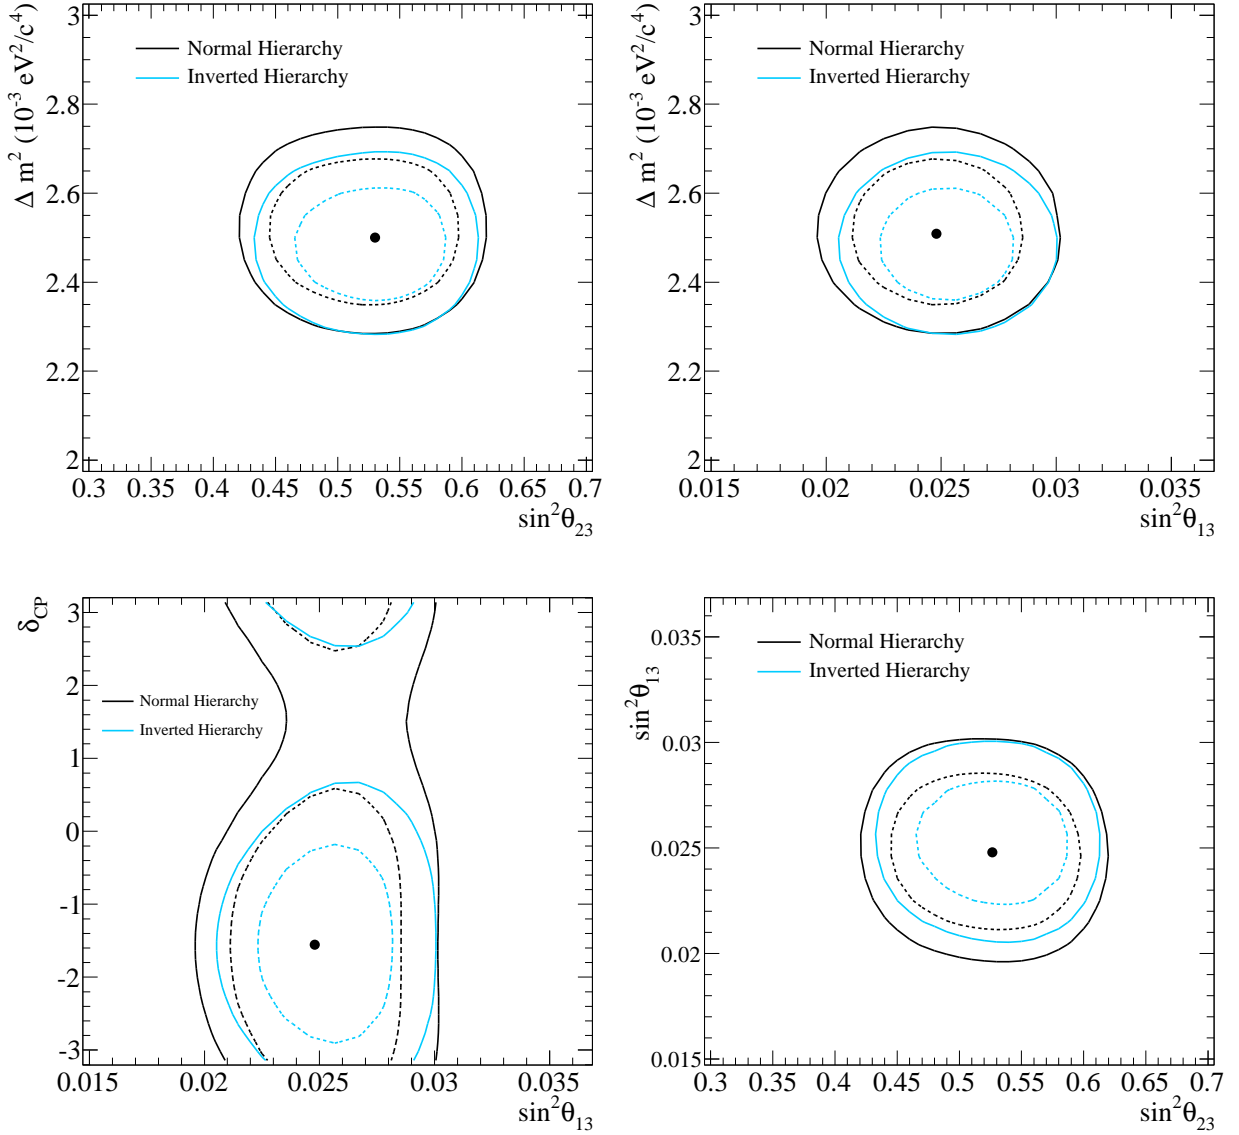 Δ m² (10⁻³ eV²/c⁴)
3
2.8
2.6
2.4
2.2
2
Normal Hierarchy
Inverted Hierarchy
0.3 0.35 0.4 0.45 0.5 0.55 0.6 0.65 0.7
sin²θ₂₃
Δ m² (10⁻³ eV²/c⁴)
3
2.8
2.6
2.4
2.2
2
Normal Hierarchy
Inverted Hierarchy
0.015 0.02 0.025 0.03 0.035
sin²θ₁₃
δCP
3
2
1
0
-1
-2
-3
Normal Hierarchy
Inverted Hierarchy
0.015 0.02 0.025 0.03 0.035
sin²θ₁₃
sin²θ₁₃
0.035
0.03
0.025
0.02
0.015
Normal Hierarchy
Inverted Hierarchy
0.3 0.35 0.4 0.45 0.5 0.55 0.6 0.65 0.7
sin²θ₂₃